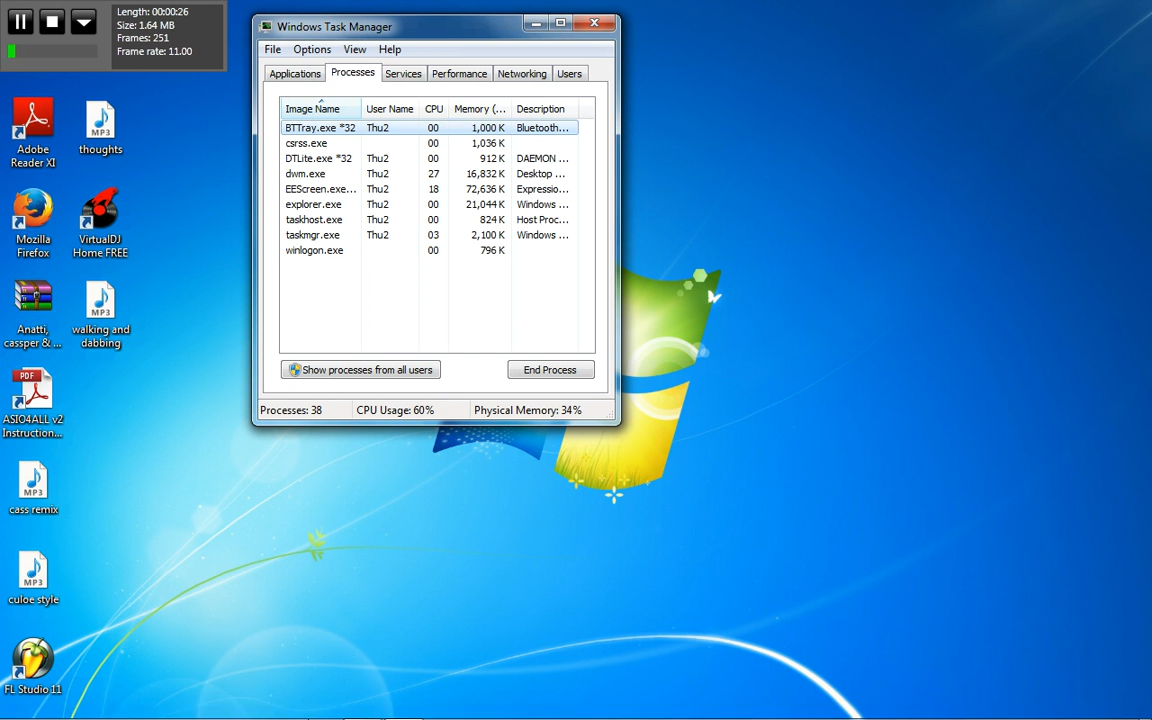 Length: 00:00:26
Size: 1.64 MB
Frames: 251
Frame rate: 11.00
Windows Task Manager
File Options View Help
Applications Processes Services Performance Networking Users
Image Name User Name CPU Memory (... Description
BTTray.exe *32 Thu2 00 1,000 K Bluetooth...
csrss.exe 00 1,036 K
DTLite.exe *32 Thu2 00 912 K DAEMON ...
dwm.exe Thu2 27 16,832 K Desktop ...
EEScreen.exe... Thu2 18 72,636 K Expressio...
explorer.exe Thu2 00 21,044 K Windows ...
taskhost.exe Thu2 00 824 K Host Proc...
taskmgr.exe Thu2 03 2,100 K Windows ...
winlogon.exe 00 796 K
Show processes from all users End Process
Processes: 38 CPU Usage: 60% Physical Memory: 34%
Adobe
Reader XI
MP3
thoughts
Mozilla
Firefox
VirtualDJ
Home FREE
Anatti,
cassper & ...
MP3
walking and
dabbing
PDF
ASIO4ALL v2
Instruction...
MP3
cass remix
MP3
culoe style
FL Studio 11